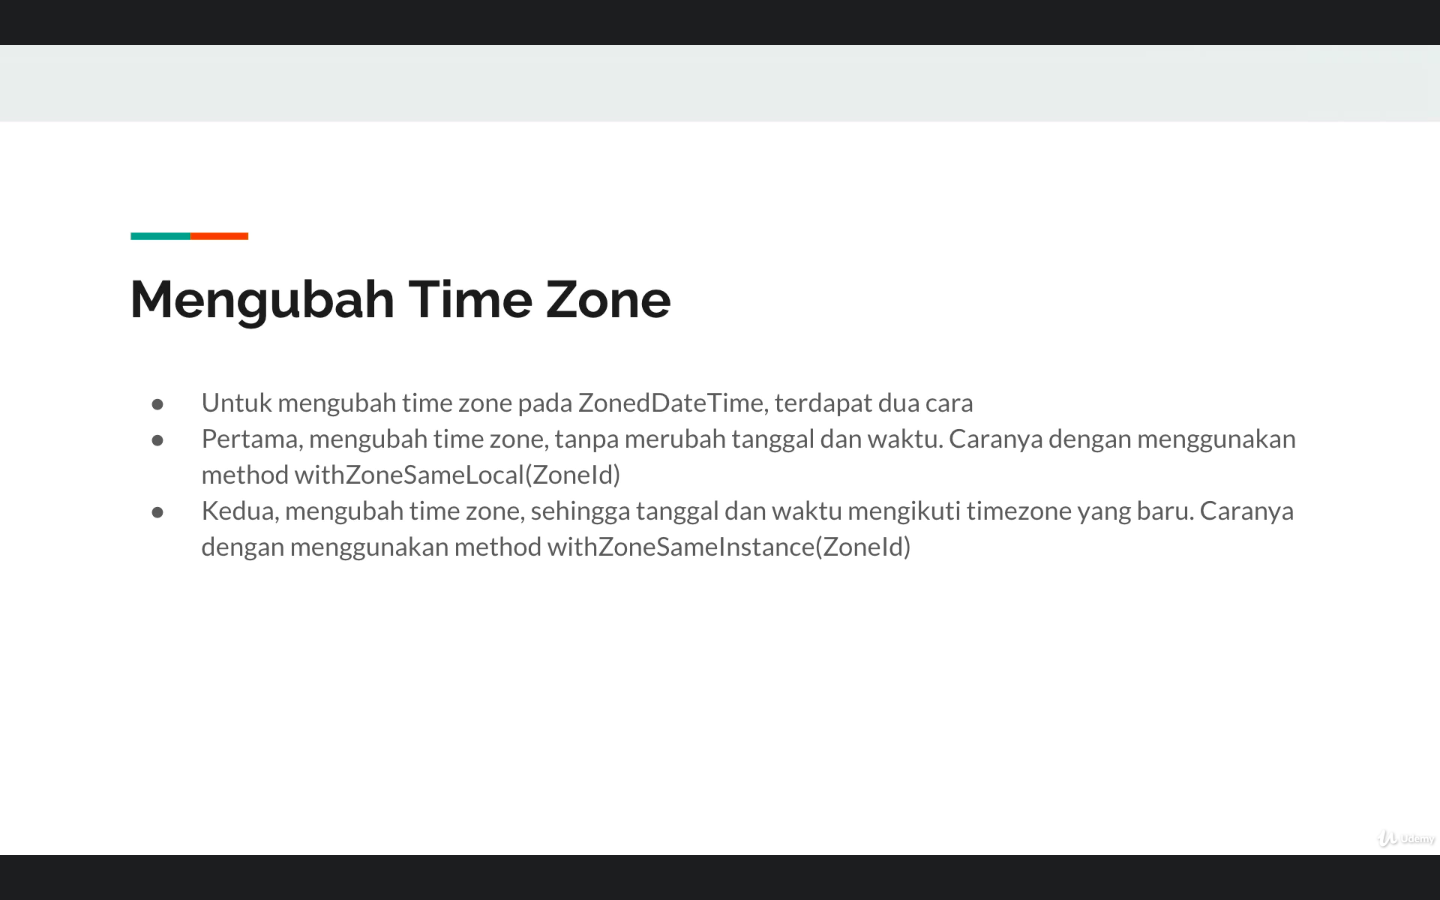 Mengubah Time Zone
● Untuk mengubah time zone pada ZonedDateTime, terdapat dua cara
● Pertama, mengubah time zone, tanpa merubah tanggal dan waktu. Caranya dengan menggunakan
method withZoneSameLocal(ZoneId)
● Kedua, mengubah time zone, sehingga tanggal dan waktu mengikuti timezone yang baru. Caranya
dengan menggunakan method withZoneSameInstance(ZoneId)
Udemy